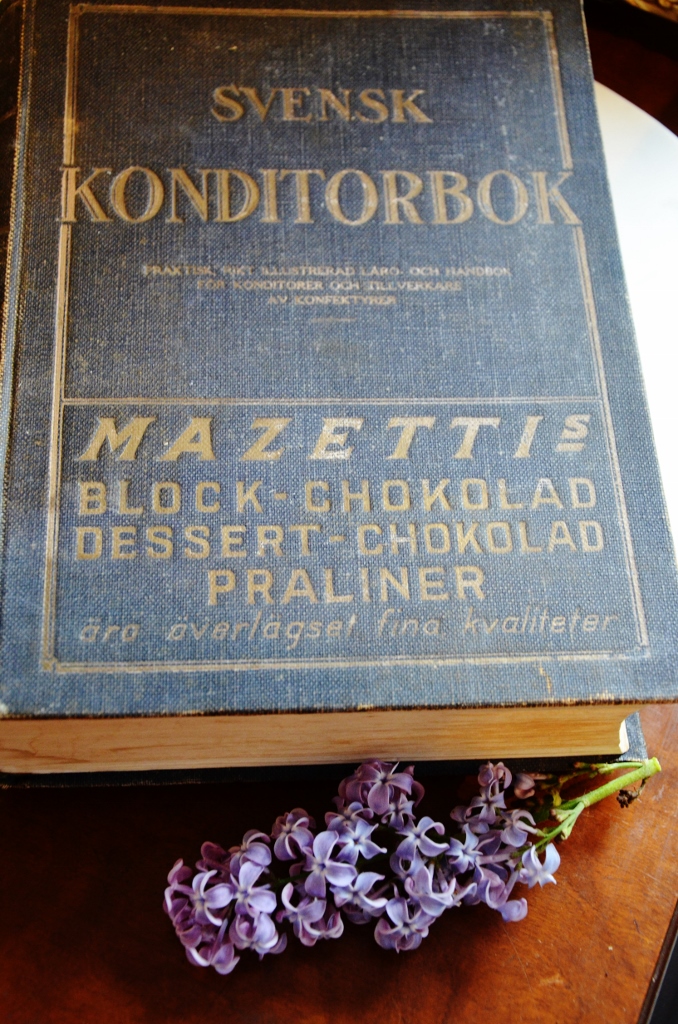 SVENSK
KONDITORBOK
PRAKTISK, RIKT ILLUSTRERAD LÄRO- OCH HANDBOK
FÖR KONDITORER OCH TILLVERKARE
AV KONFEKTYRER
MAZETTIS
BLOCK-CHOKOLAD
DESSERT-CHOKOLAD
PRALINER
äro överlägset fina kvaliteter